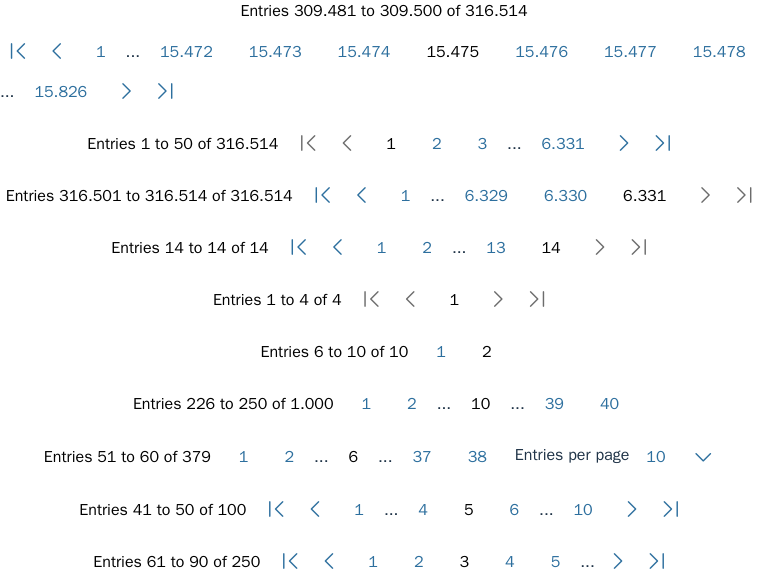 Entries 309.481 to 309.500 of 316.514
1 ... 15.472 15.473 15.474 15.475 15.476 15.477 15.478
... 15.826
Entries 1 to 50 of 316.514 1 2 3 ... 6.331
Entries 316.501 to 316.514 of 316.514 1 ... 6.329 6.330 6.331
Entries 14 to 14 of 14 1 2 ... 13 14
Entries 1 to 4 of 4 1
Entries 6 to 10 of 10 1 2
Entries 226 to 250 of 1.000 1 2 ... 10 ... 39 40
Entries 51 to 60 of 379 1 2 ... 6 ... 37 38 Entries per page 10
Entries 41 to 50 of 100 1 ... 4 5 6 ... 10
Entries 61 to 90 of 250 1 2 3 4 5 ...